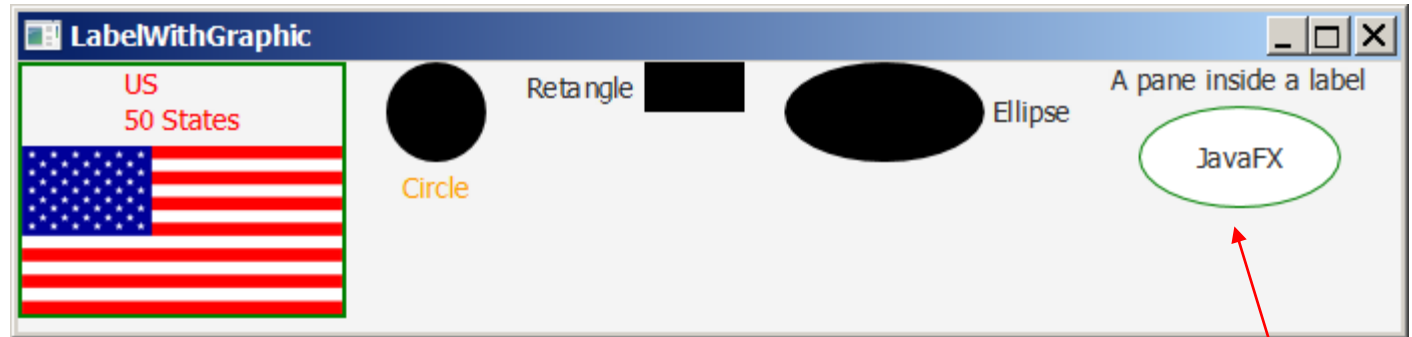 LabelWithGraphic
US
50 States
Circle
Retangle
Ellipse
A pane inside a label
JavaFX